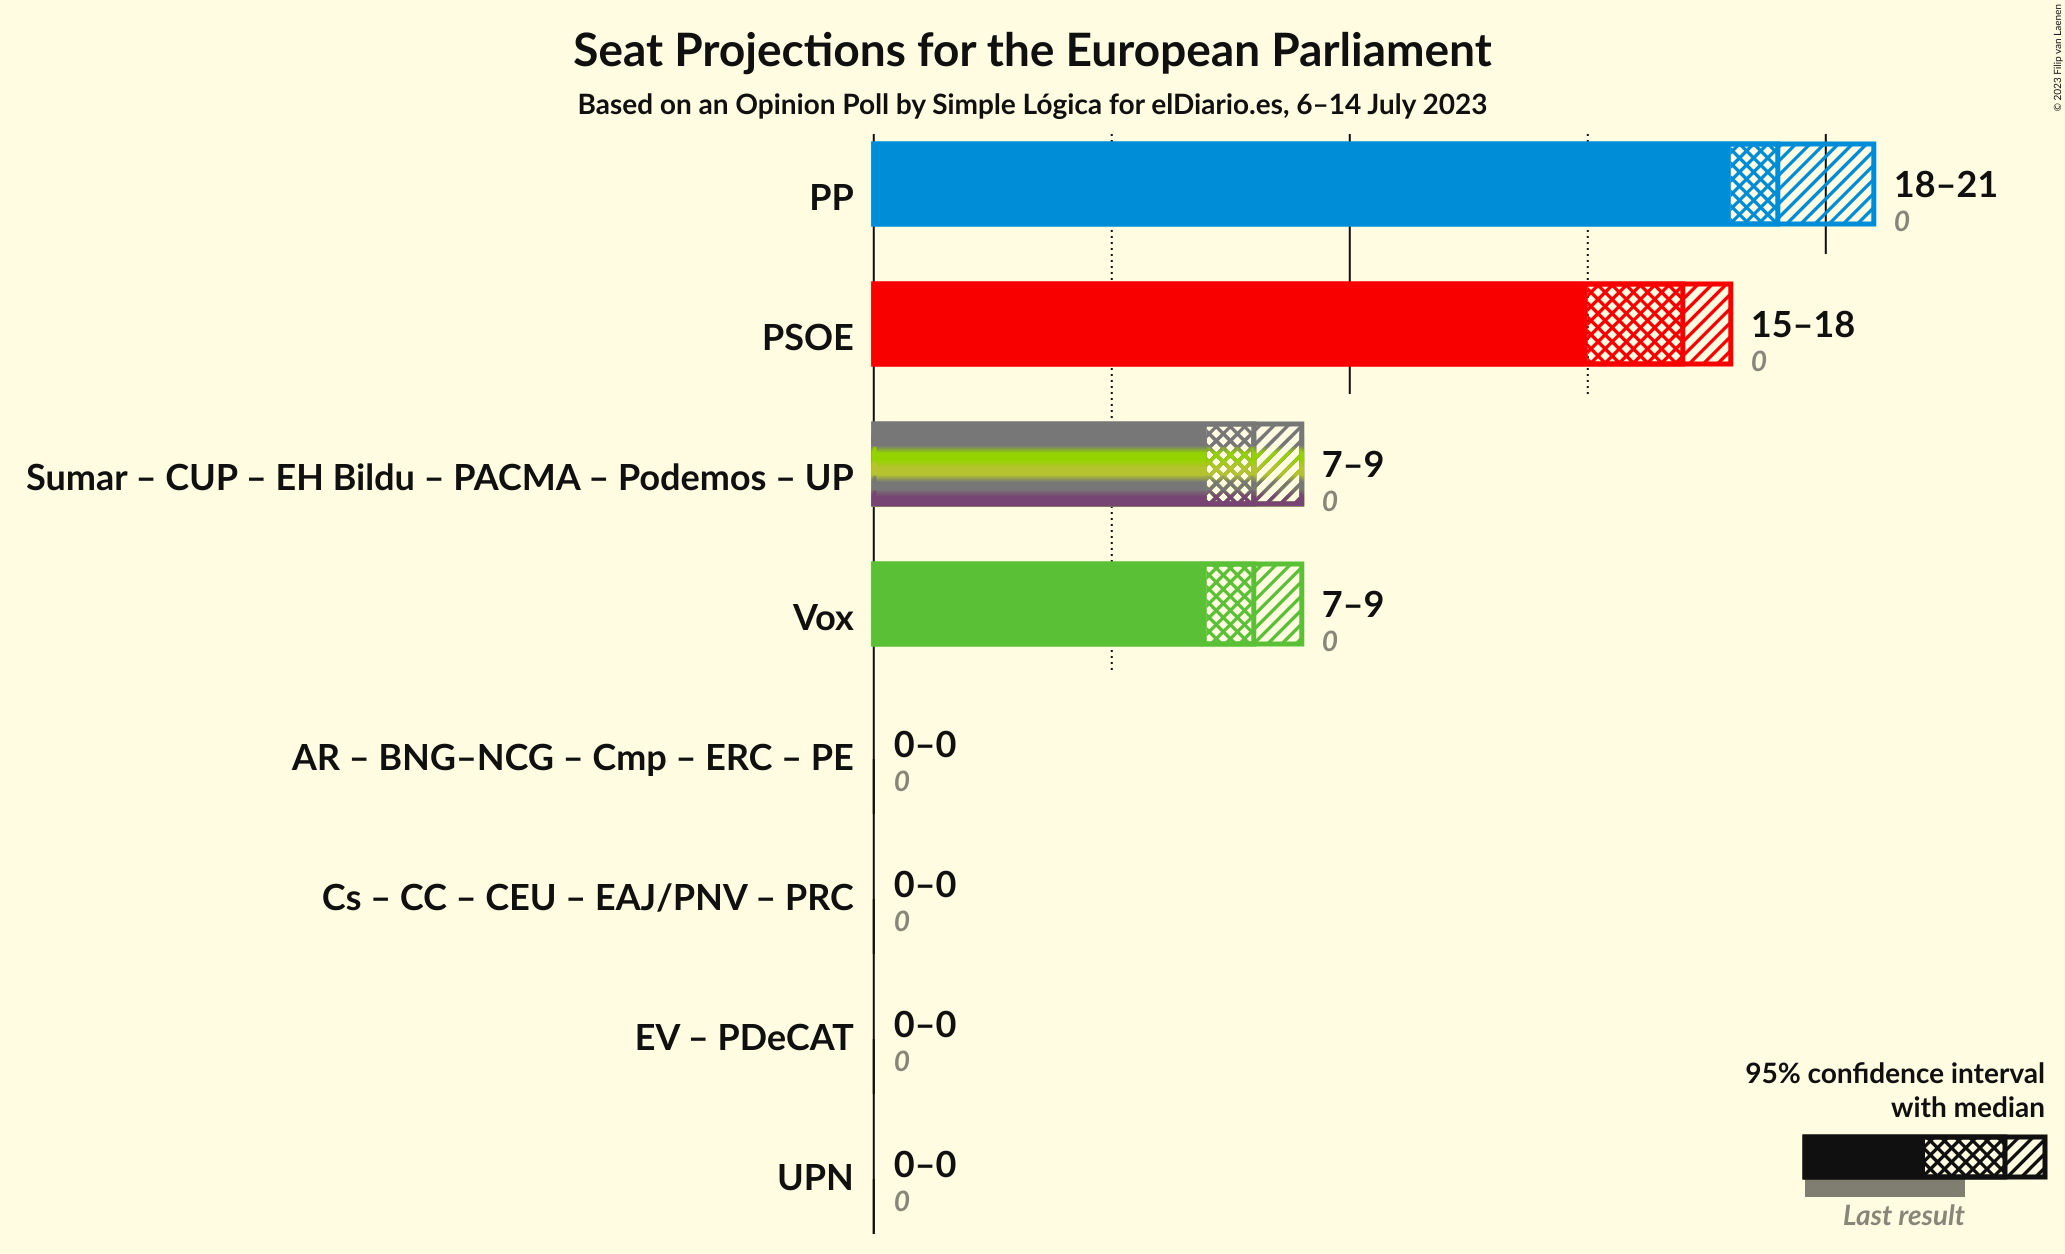 Seat Projections for the European Parliament
Based on an Opinion Poll by Simple Lógica for elDiario.es, 6–14 July 2023
© 2023 Filip van Laenen
PP
18–21
0
PSOE
15–18
0
Sumar – CUP – EH Bildu – PACMA – Podemos – UP
7–9
0
Vox
7–9
0
AR – BNG–NCG – Cmp – ERC – PE
0–0
0
Cs – CC – CEU – EAJ/PNV – PRC
0–0
0
EV – PDeCAT
0–0
0
UPN
0–0
0
95% confidence interval
with median
Last result